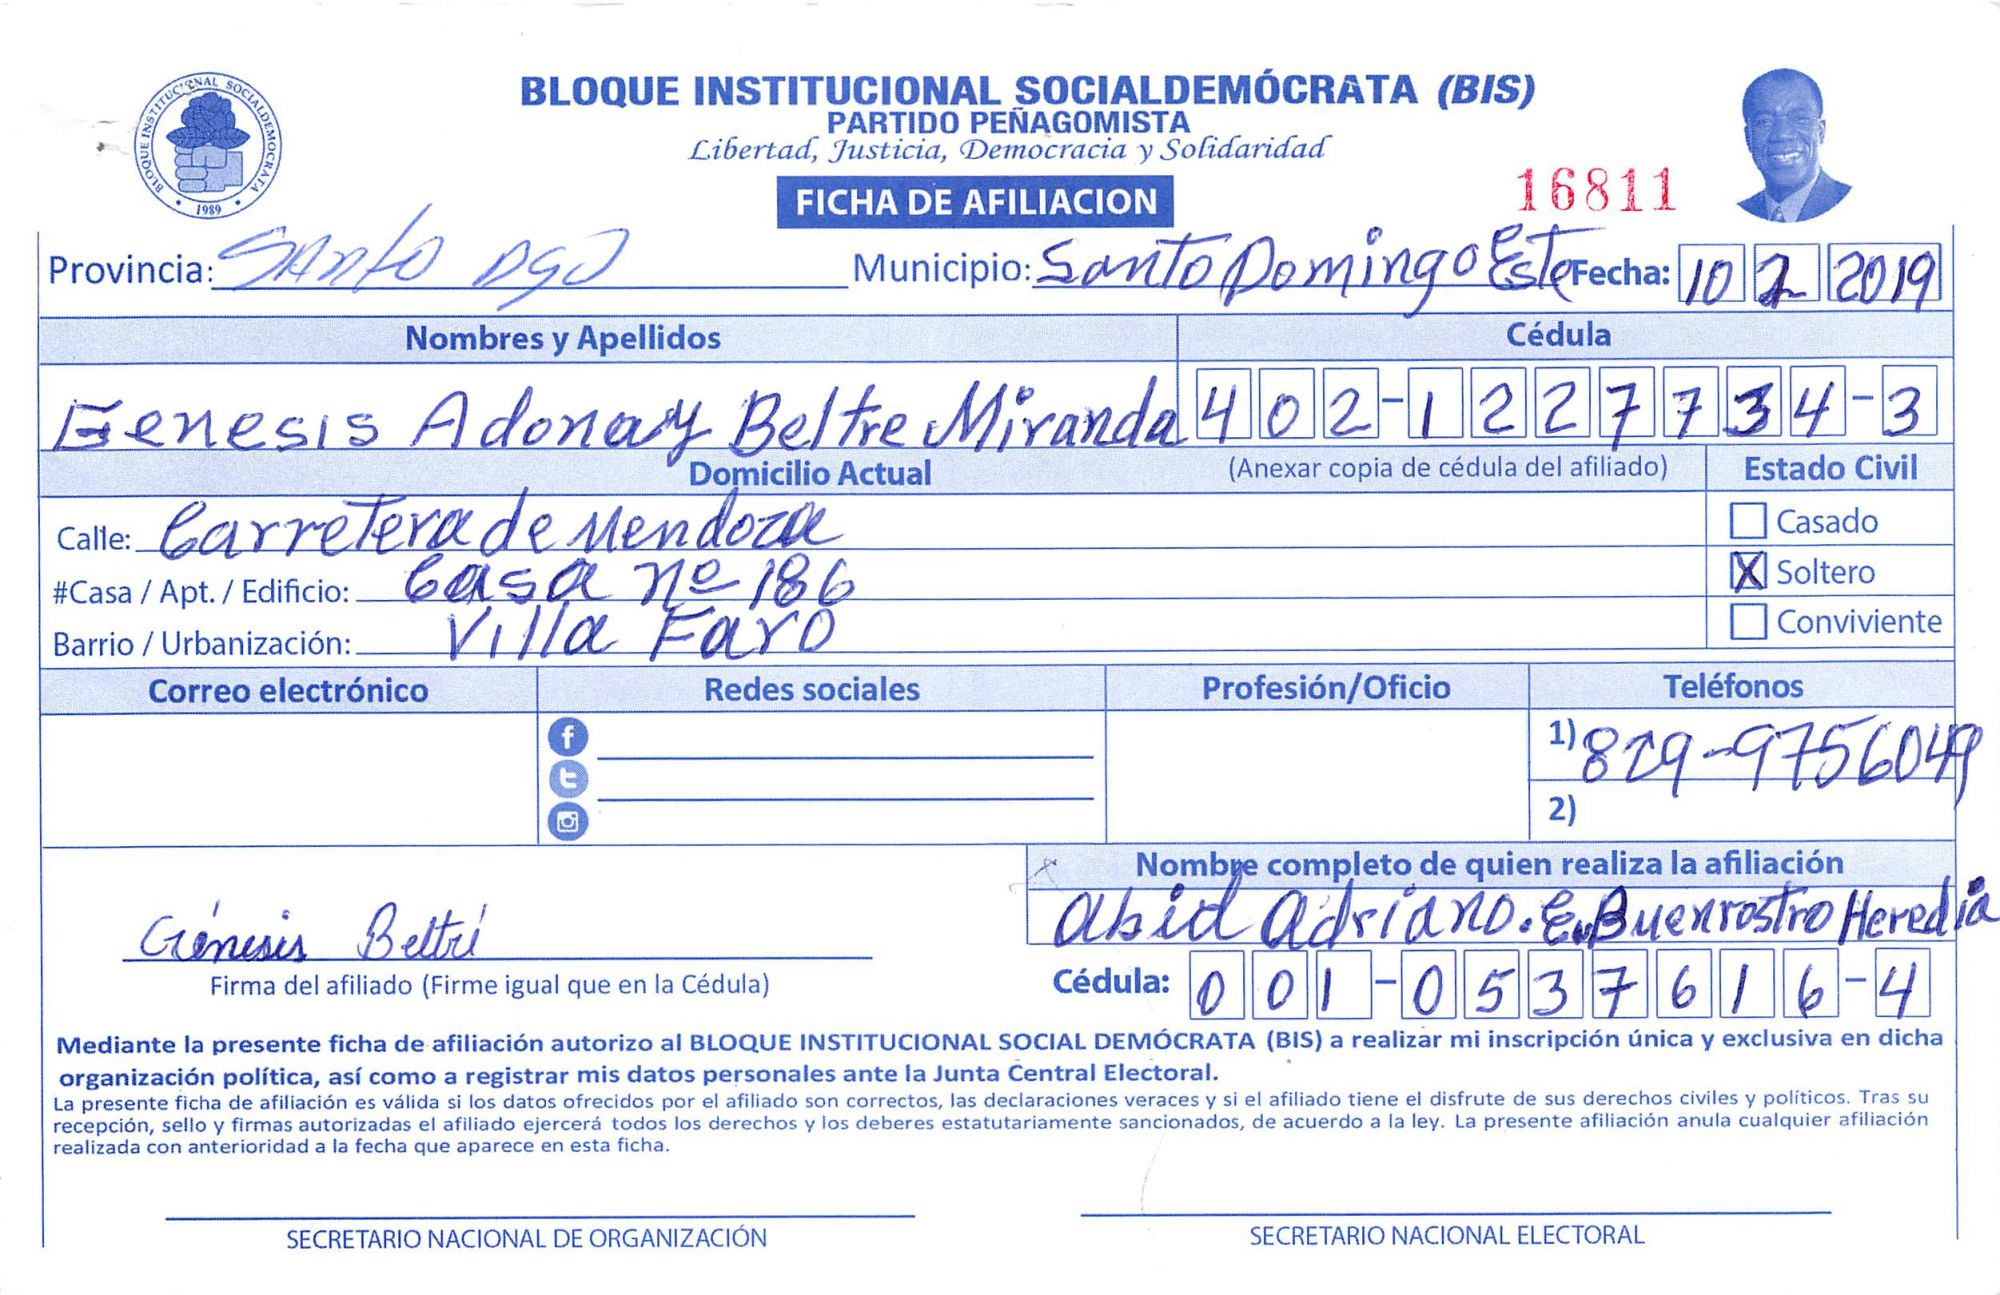 BLOQUE INSTITUCIONAL SOCIALDEMOCRATA
1989
BLOQUE INSTITUCIONAL SOCIALDEMÓCRATA (BIS)
PARTIDO PEÑAGOMISTA
Libertad, Justicia, Democracia y Solidaridad
FICHA DE AFILIACION
16811
Provincia: Santo Dgo Municipio: Santo Domingo Este Fecha: 10 2 2019
Nombres y Apellidos Cédula
Genesis Adonay Beltre Miranda 402-1227734-3
Domicilio Actual (Anexar copia de cédula del afiliado) Estado Civil
Calle: Carretera de Mendoza Casado
#Casa / Apt. / Edificio: Casa nº 186 X Soltero
Barrio / Urbanización: Villa Faro Conviviente
Correo electrónico Redes sociales Profesión/Oficio Teléfonos
1) 829-9756049
2)
Nombre completo de quien realiza la afiliación
Abid Adriano. E. Buenrostro Heredia
Génesis Beltré
Firma del afiliado (Firme igual que en la Cédula) Cédula: 001-0537616-4
Mediante la presente ficha de afiliación autorizo al BLOQUE INSTITUCIONAL SOCIAL DEMÓCRATA (BIS) a realizar mi inscripción única y exclusiva en dicha
organización política, así como a registrar mis datos personales ante la Junta Central Electoral.
La presente ficha de afiliación es válida si los datos ofrecidos por el afiliado son correctos, las declaraciones veraces y si el afiliado tiene el disfrute de sus derechos civiles y políticos. Tras su
recepción, sello y firmas autorizadas el afiliado ejercerá todos los derechos y los deberes estatutariamente sancionados, de acuerdo a la ley. La presente afiliación anula cualquier afiliación
realizada con anterioridad a la fecha que aparece en esta ficha.
SECRETARIO NACIONAL DE ORGANIZACIÓN SECRETARIO NACIONAL ELECTORAL